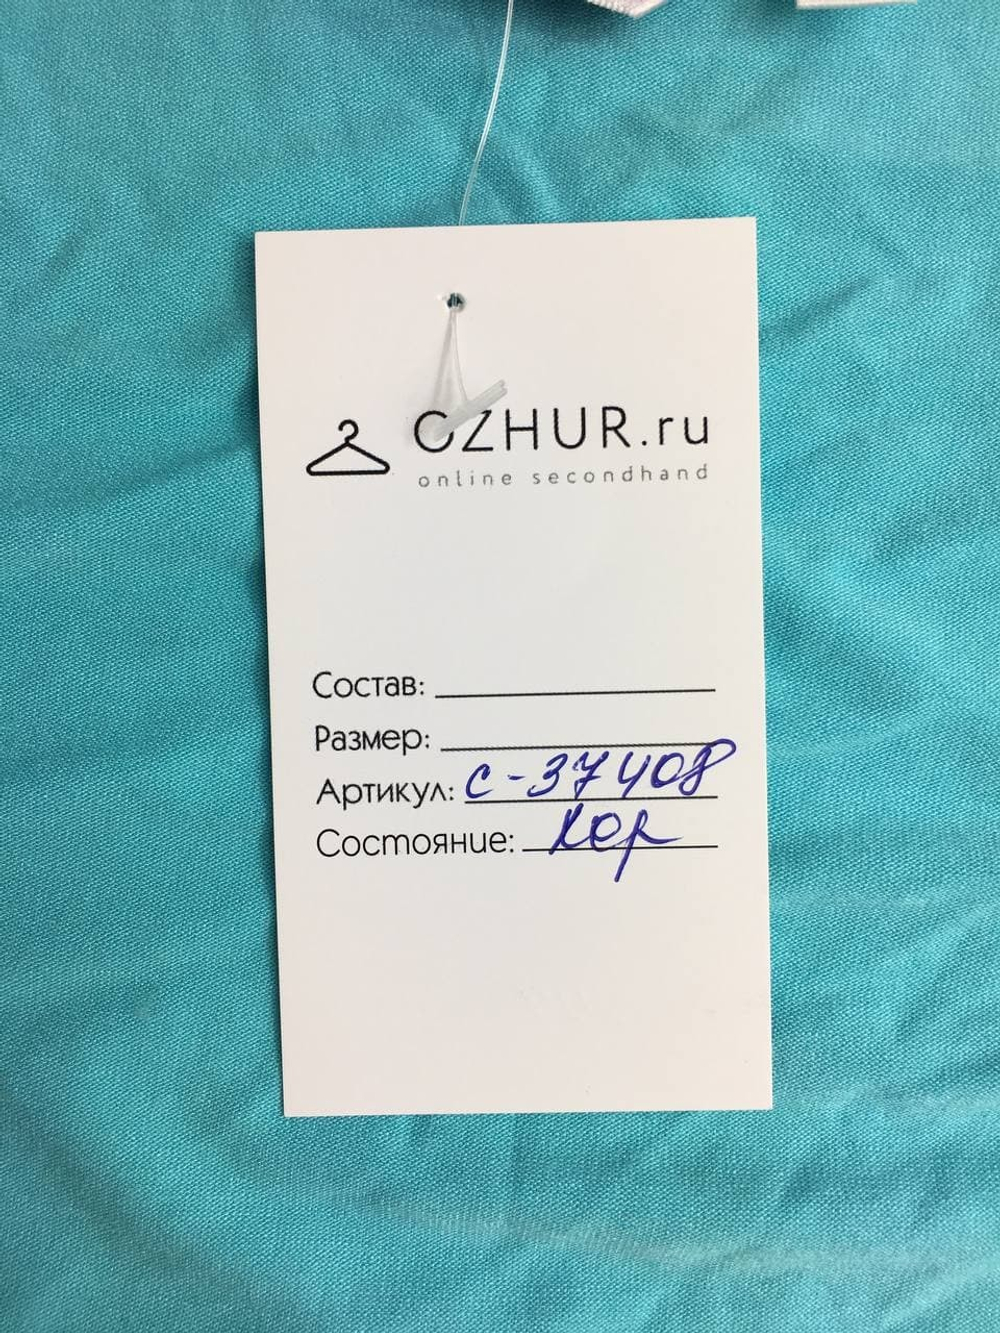 OZHUR.ru
online secondhand
Состав:
Размер:
Артикул: С-37408
Состояние: Хор